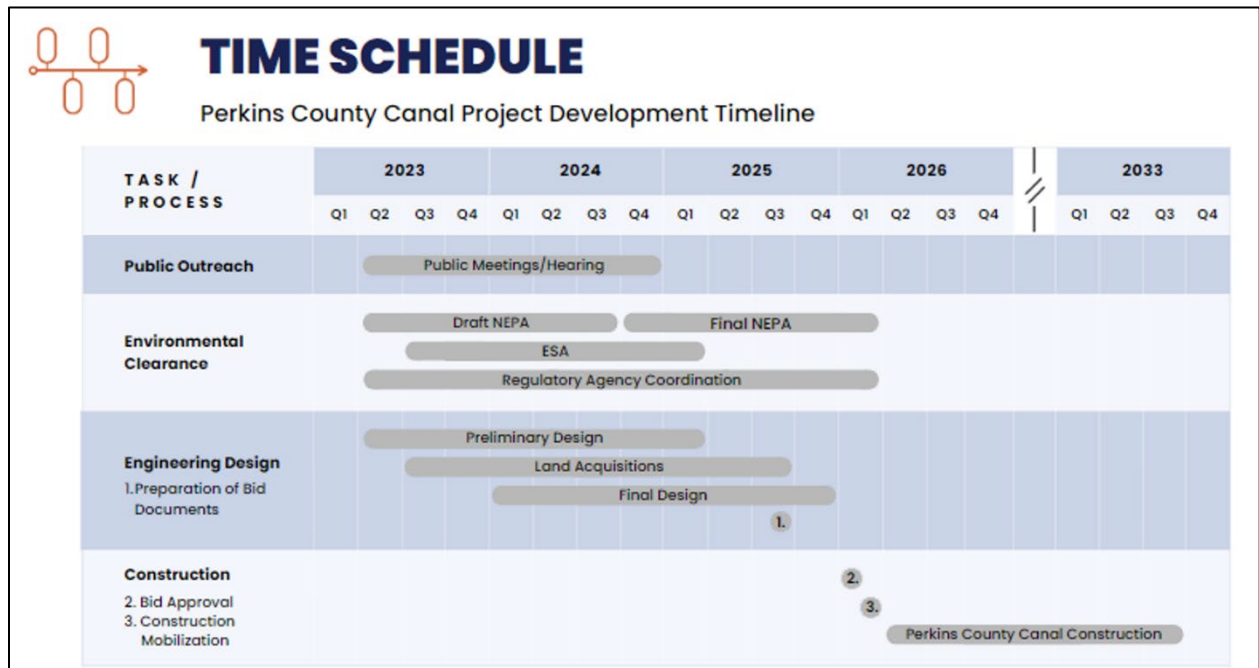 TIME SCHEDULE
Perkins County Canal Project Development Timeline
TASK /
PROCESS
2023 2024 2025 2026 2033
Q1 Q2 Q3 Q4 Q1 Q2 Q3 Q4 Q1 Q2 Q3 Q4 Q1 Q2 Q3 Q4 Q1 Q2 Q3 Q4
Public Outreach
Public Meetings/Hearing
Environmental
Clearance
Draft NEPA Final NEPA
ESA
Regulatory Agency Coordination
Engineering Design
1.Preparation of Bid
Documents
Preliminary Design
Land Acquisitions
Final Design
1.
Construction
2. Bid Approval
3. Construction
Mobilization
2.
3.
Perkins County Canal Construction